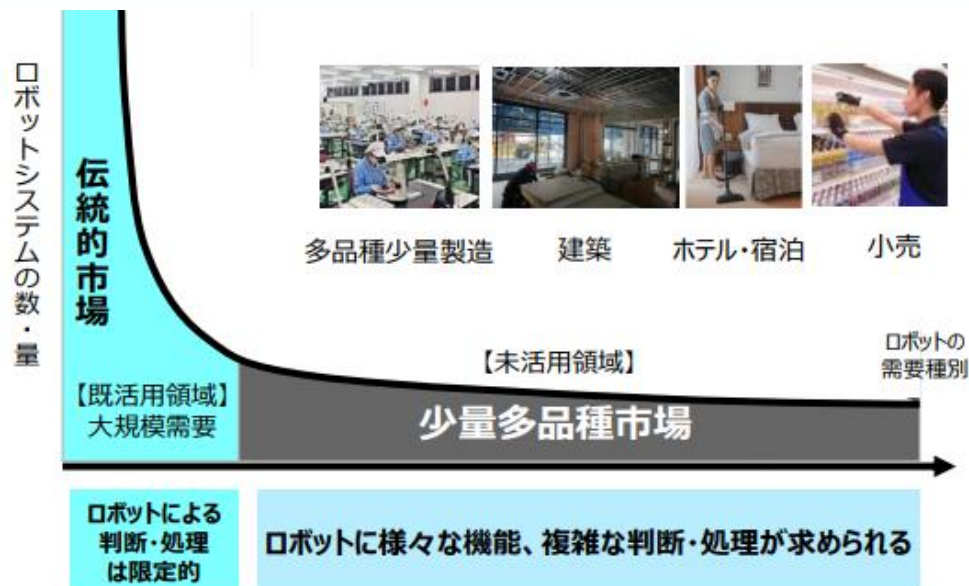 ロボットシステムの数・量
伝統的市場
多品種少量製造
建築
ホテル・宿泊
小売
【未活用領域】
ロボットの
需要種別
【既活用領域】
大規模需要
少量多品種市場
ロボットによる
判断・処理
は限定的
ロボットに様々な機能、複雑な判断・処理が求められる